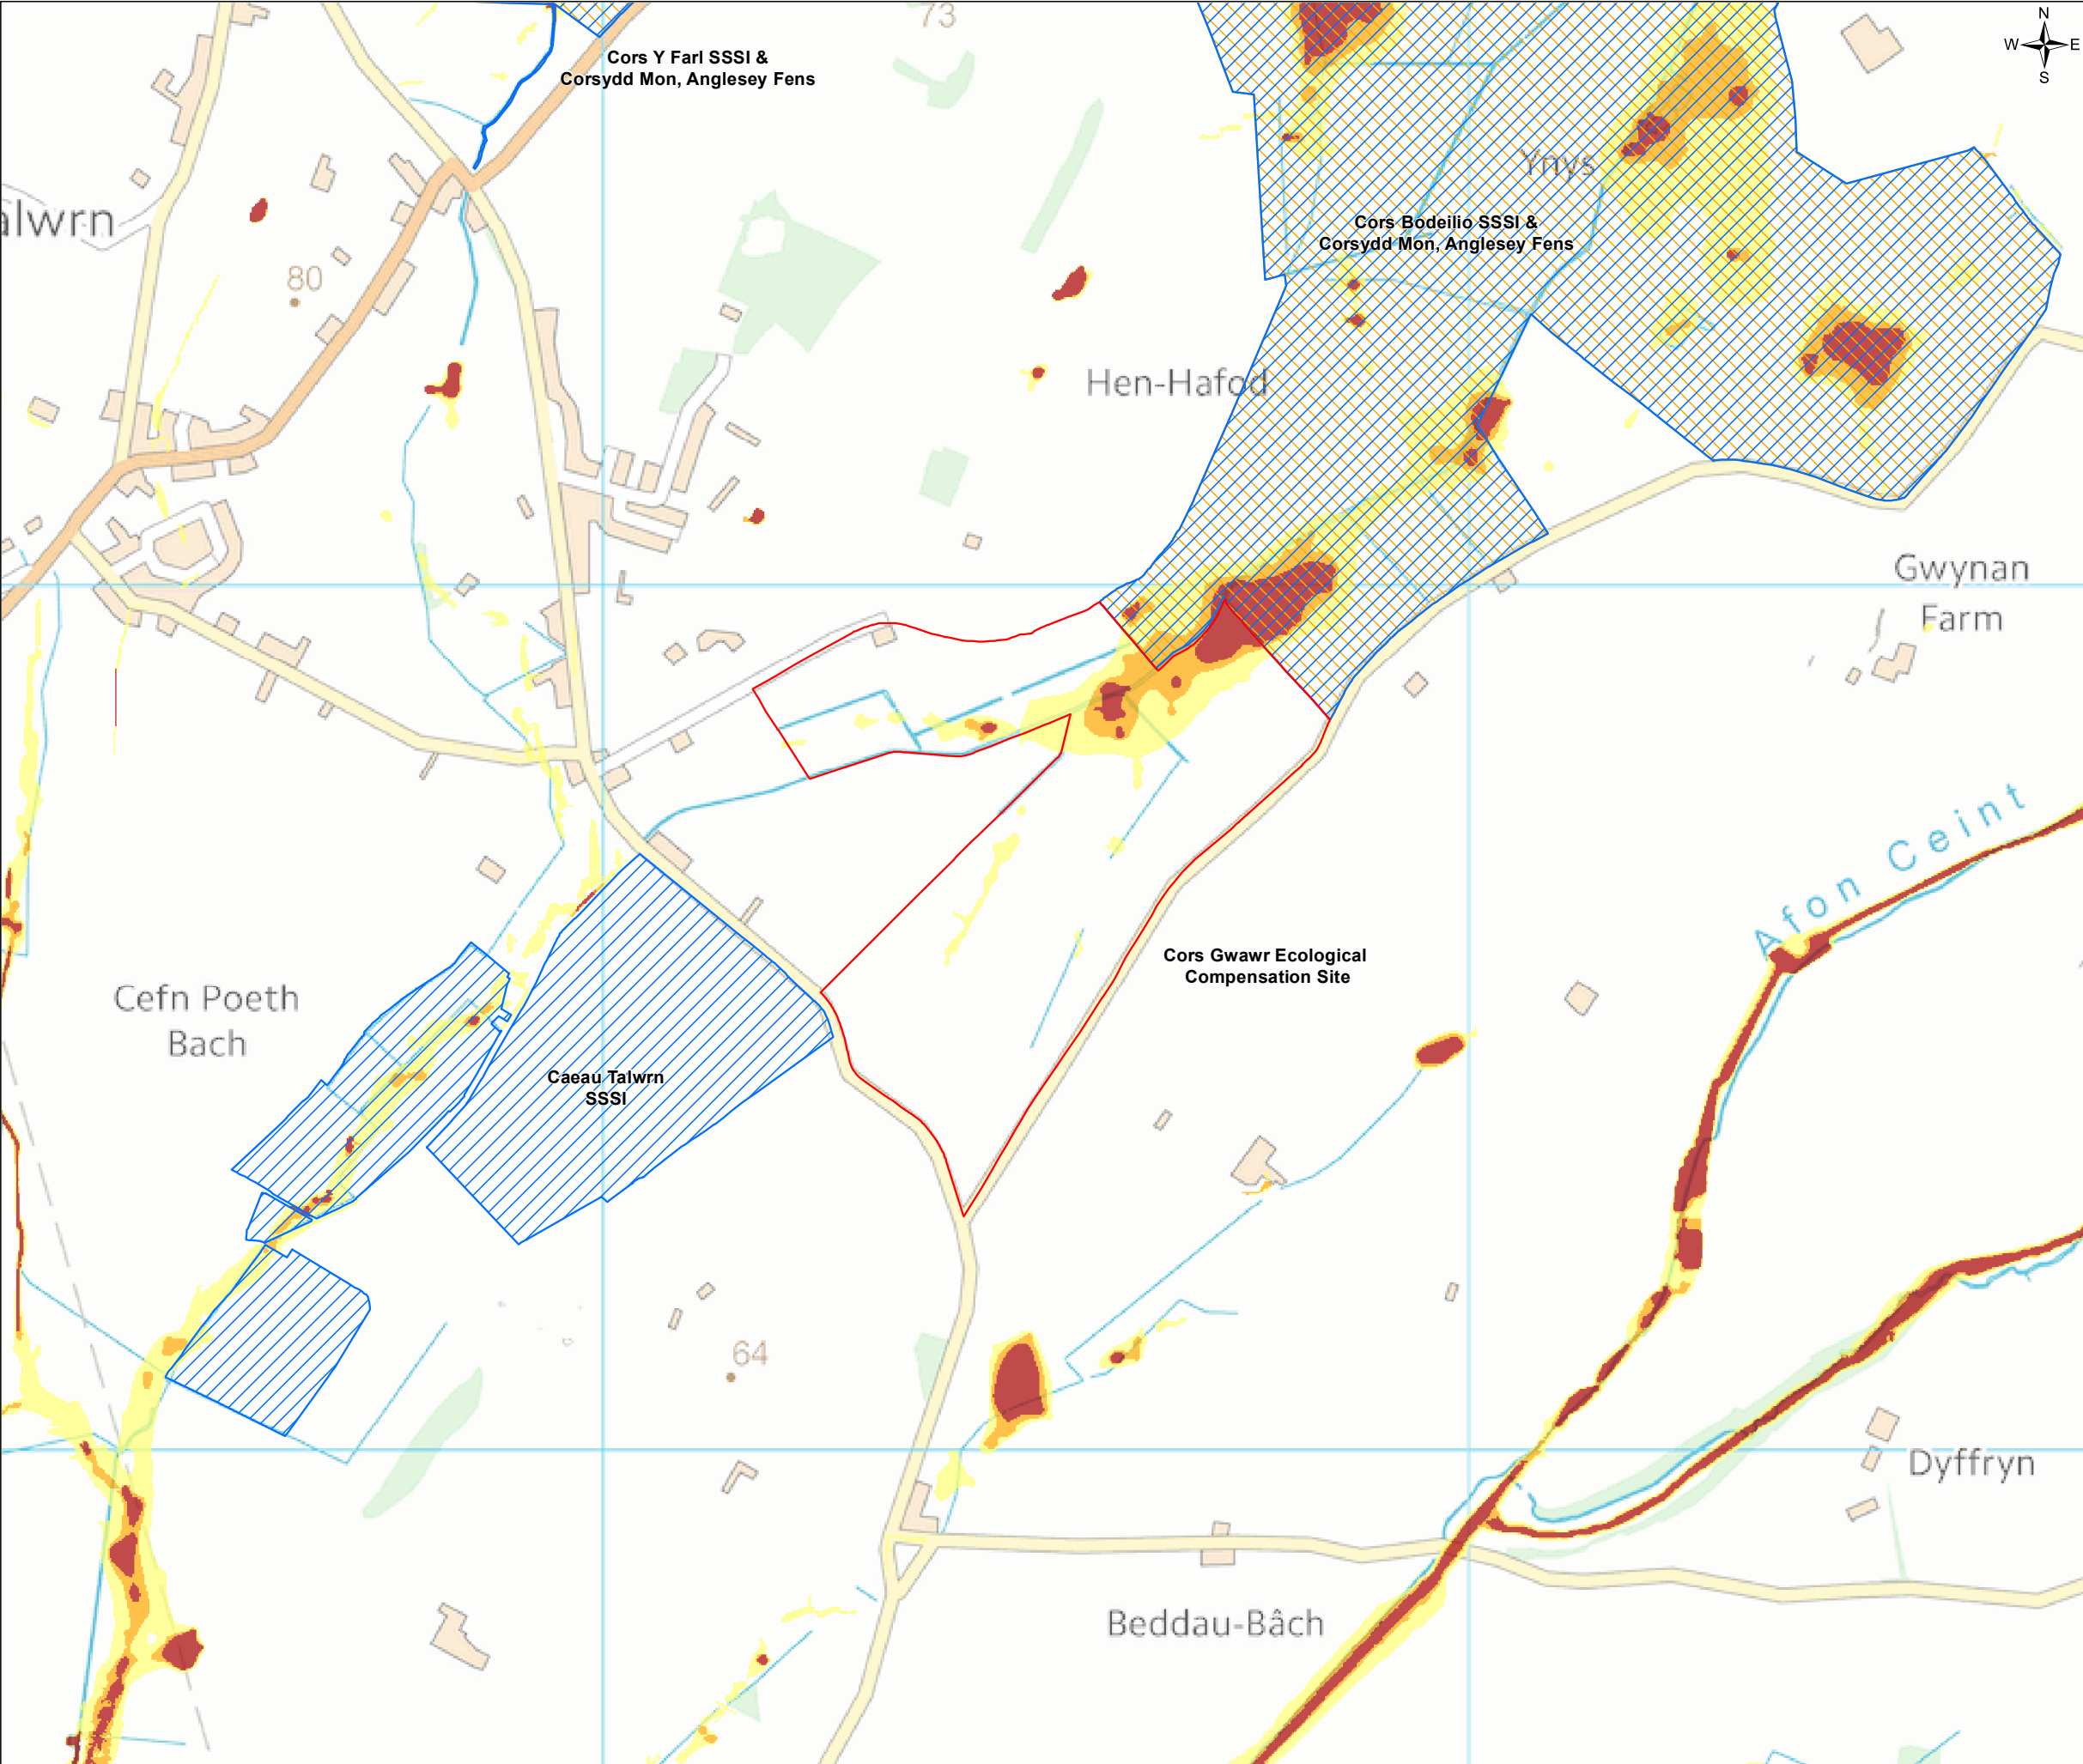 73
N
W E
S
Cors Y Farl SSSI &
Corsydd Mon, Anglesey Fens
Ynys
alwrn
Cors Bodeilio SSSI &
Corsydd Mon, Anglesey Fens
80
Hen-Hafod
Gwynan
Farm
Afon Ceint
Cors Gwawr Ecological
Compensation Site
Cefn Poeth
Bach
Caeau Talwrn
SSSI
64
Dyffryn
Beddau-Bâch